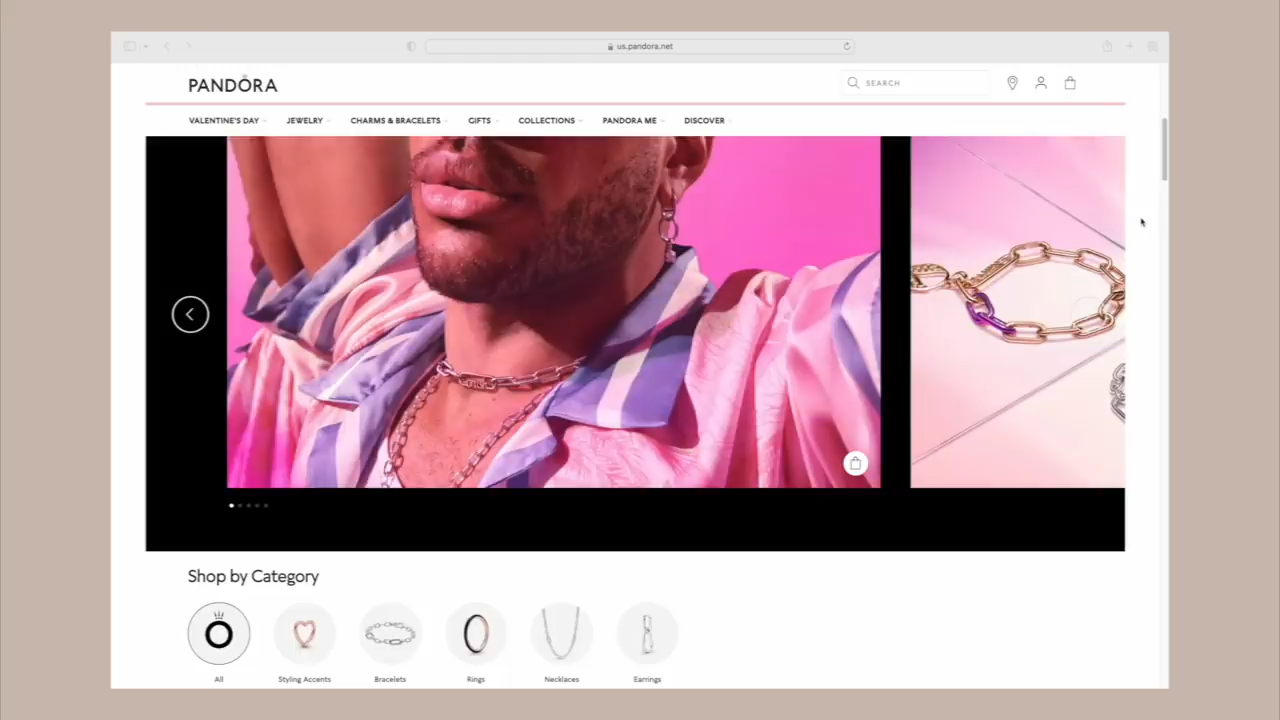 us.pandora.net
PANDORA
SEARCH
VALENTINE'S DAY JEWELRY CHARMS & BRACELETS GIFTS COLLECTIONS PANDORA ME DISCOVER
Shop by Category
All Styling Accents Bracelets Rings Necklaces Earrings